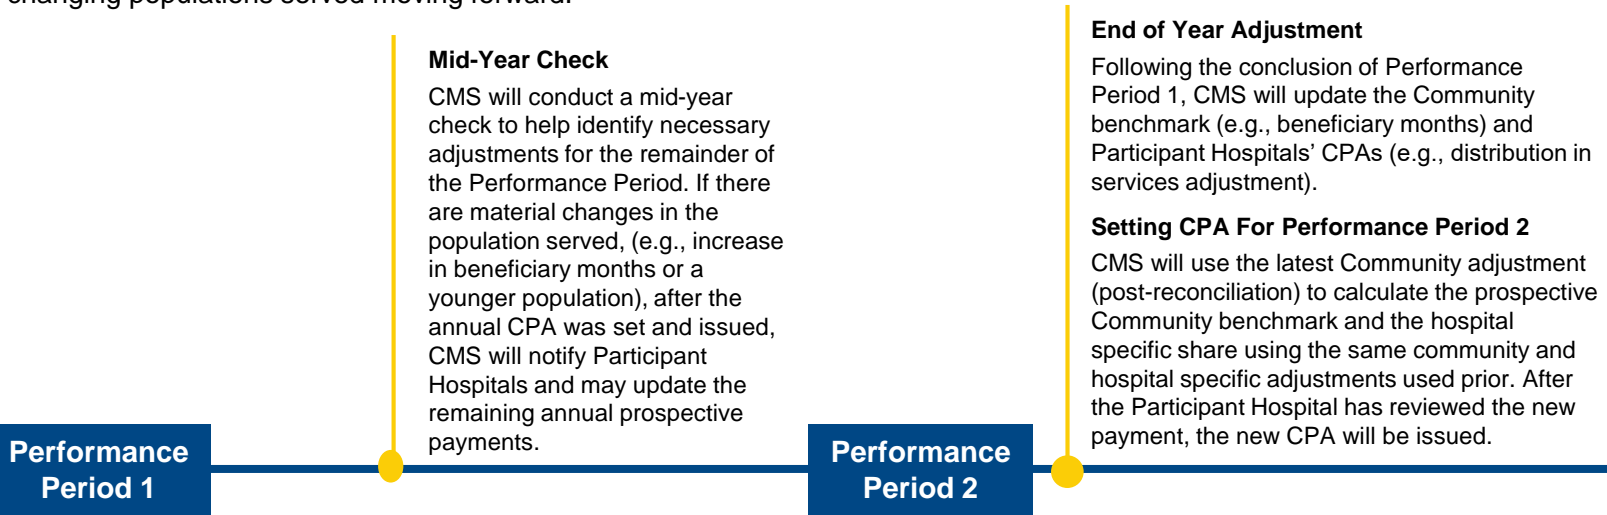 changing populations served moving forward.
Mid-Year Check
CMS will conduct a mid-year
check to help identify necessary
adjustments for the remainder of
the Performance Period. If there
are material changes in the
population served, (e.g., increase
in beneficiary months or a
younger population), after the
annual CPA was set and issued,
CMS will notify Participant
Hospitals and may update the
remaining annual prospective
payments.
End of Year Adjustment
Following the conclusion of Performance
Period 1, CMS will update the Community
benchmark (e.g., beneficiary months) and
Participant Hospitals’ CPAs (e.g., distribution in
services adjustment).
Setting CPA For Performance Period 2
CMS will use the latest Community adjustment
(post-reconciliation) to calculate the prospective
Community benchmark and the hospital
specific share using the same community and
hospital specific adjustments used prior. After
the Participant Hospital has reviewed the new
payment, the new CPA will be issued.
Performance
Period 1
Performance
Period 2